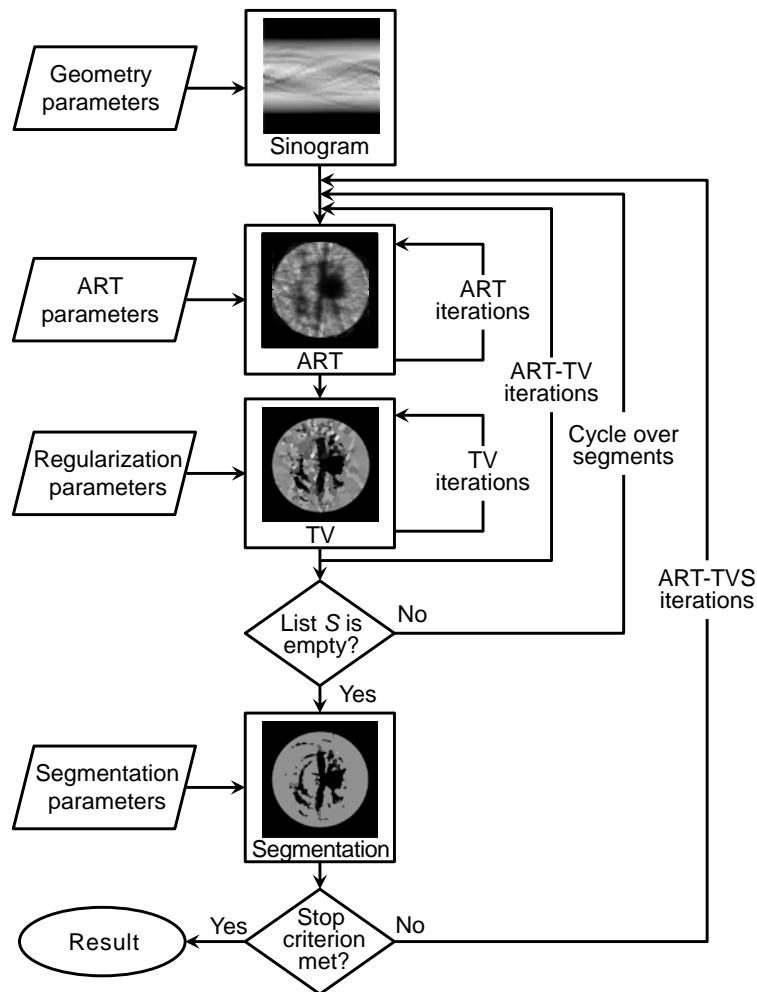 Geometry
parameters
Sinogram
ART
parameters
ART
ART
iterations
ART-TV
iterations
Cycle over
segments
ART-TVS
iterations
Regularization
parameters
TV
TV
iterations
List S is
empty?
No
Yes
Segmentation
parameters
Segmentation
Stop
criterion
met?
Yes
No
Result